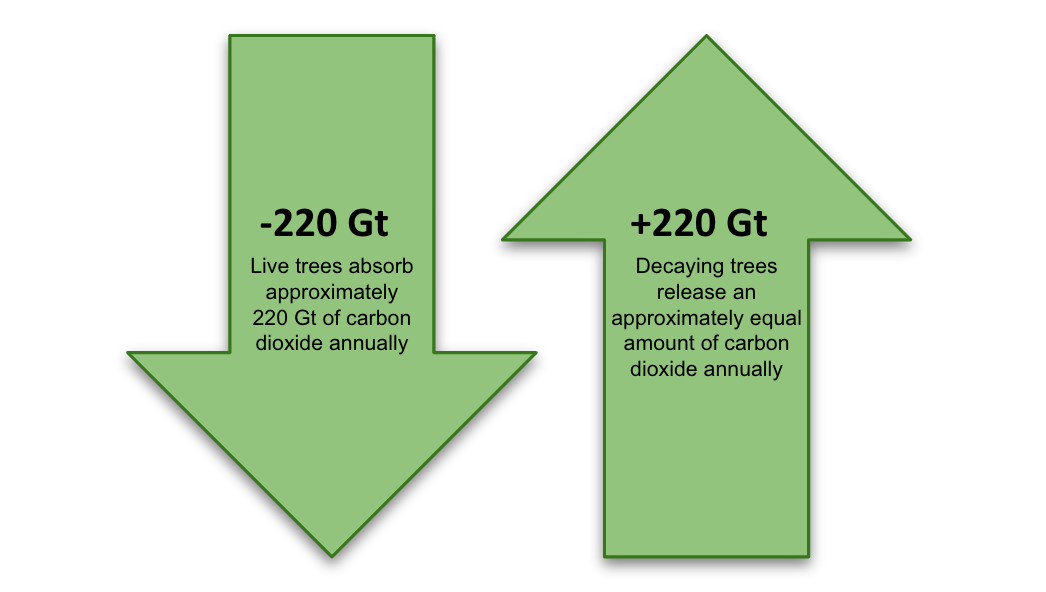 -220 Gt
Live trees absorb
approximately
220 Gt of carbon
dioxide annually
+220 Gt
Decaying trees
release an
approximately equal
amount of carbon
dioxide annually